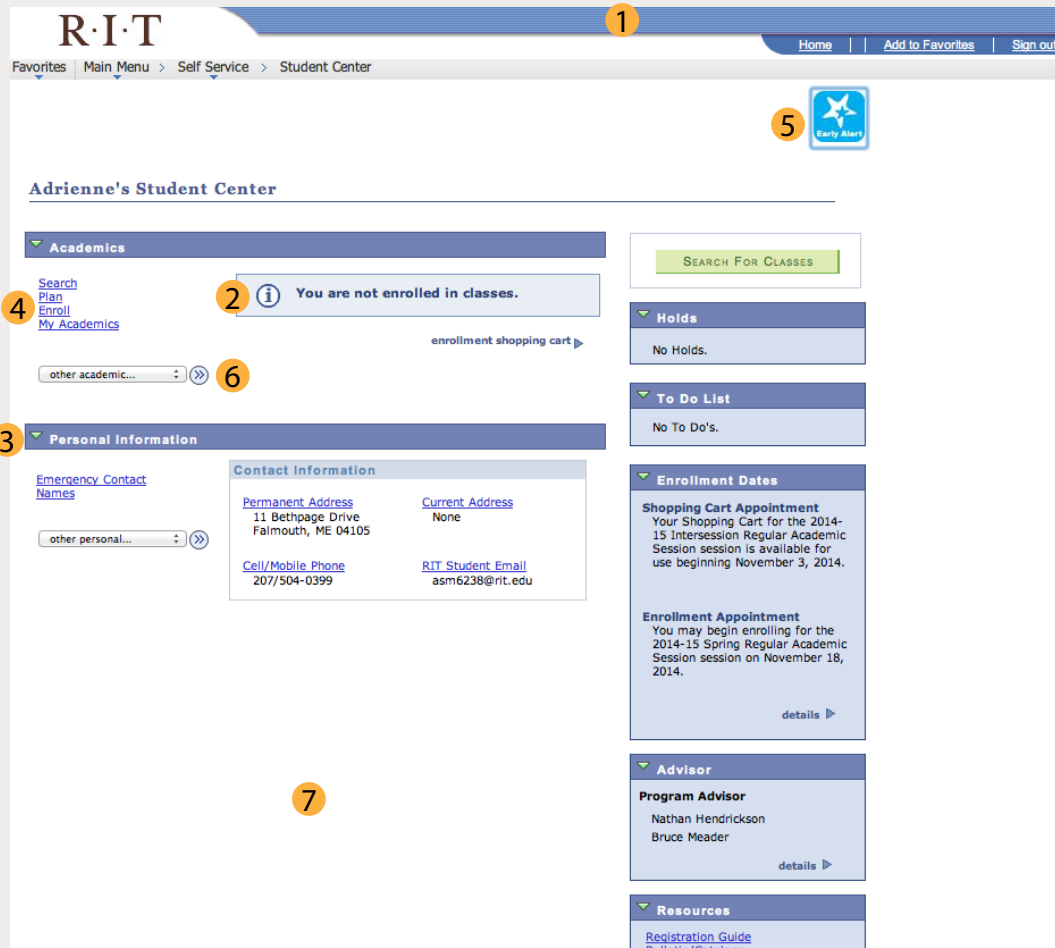 R·I·T
1
Home | | Add to Favorites | Sign out
Favorites Main Menu > Self Service > Student Center
5
Early Alert
Adrienne's Student Center
Academics
Search
Plan
Enroll
My Academics
4
2
You are not enrolled in classes.
enrollment shopping cart
other academic...
6
3
Personal Information
Emergency Contact
Names
other personal...
Contact Information
Permanent Address
11 Bethpage Drive
Falmouth, ME 04105
Current Address
None
Cell/Mobile Phone
207/504-0399
RIT Student Email
asm6238@rit.edu
7
Search For Classes
Holds
No Holds.
To Do List
No To Do's.
Enrollment Dates
Shopping Cart Appointment
Your Shopping Cart for the 2014-
15 Intersession Regular Academic
Session session is available for
use beginning November 3, 2014.
Enrollment Appointment
You may begin enrolling for the
2014-15 Spring Regular Academic
Session session on November 18,
2014.
details
Advisor
Program Advisor
Nathan Hendrickson
Bruce Meader
details
Resources
Registration Guide